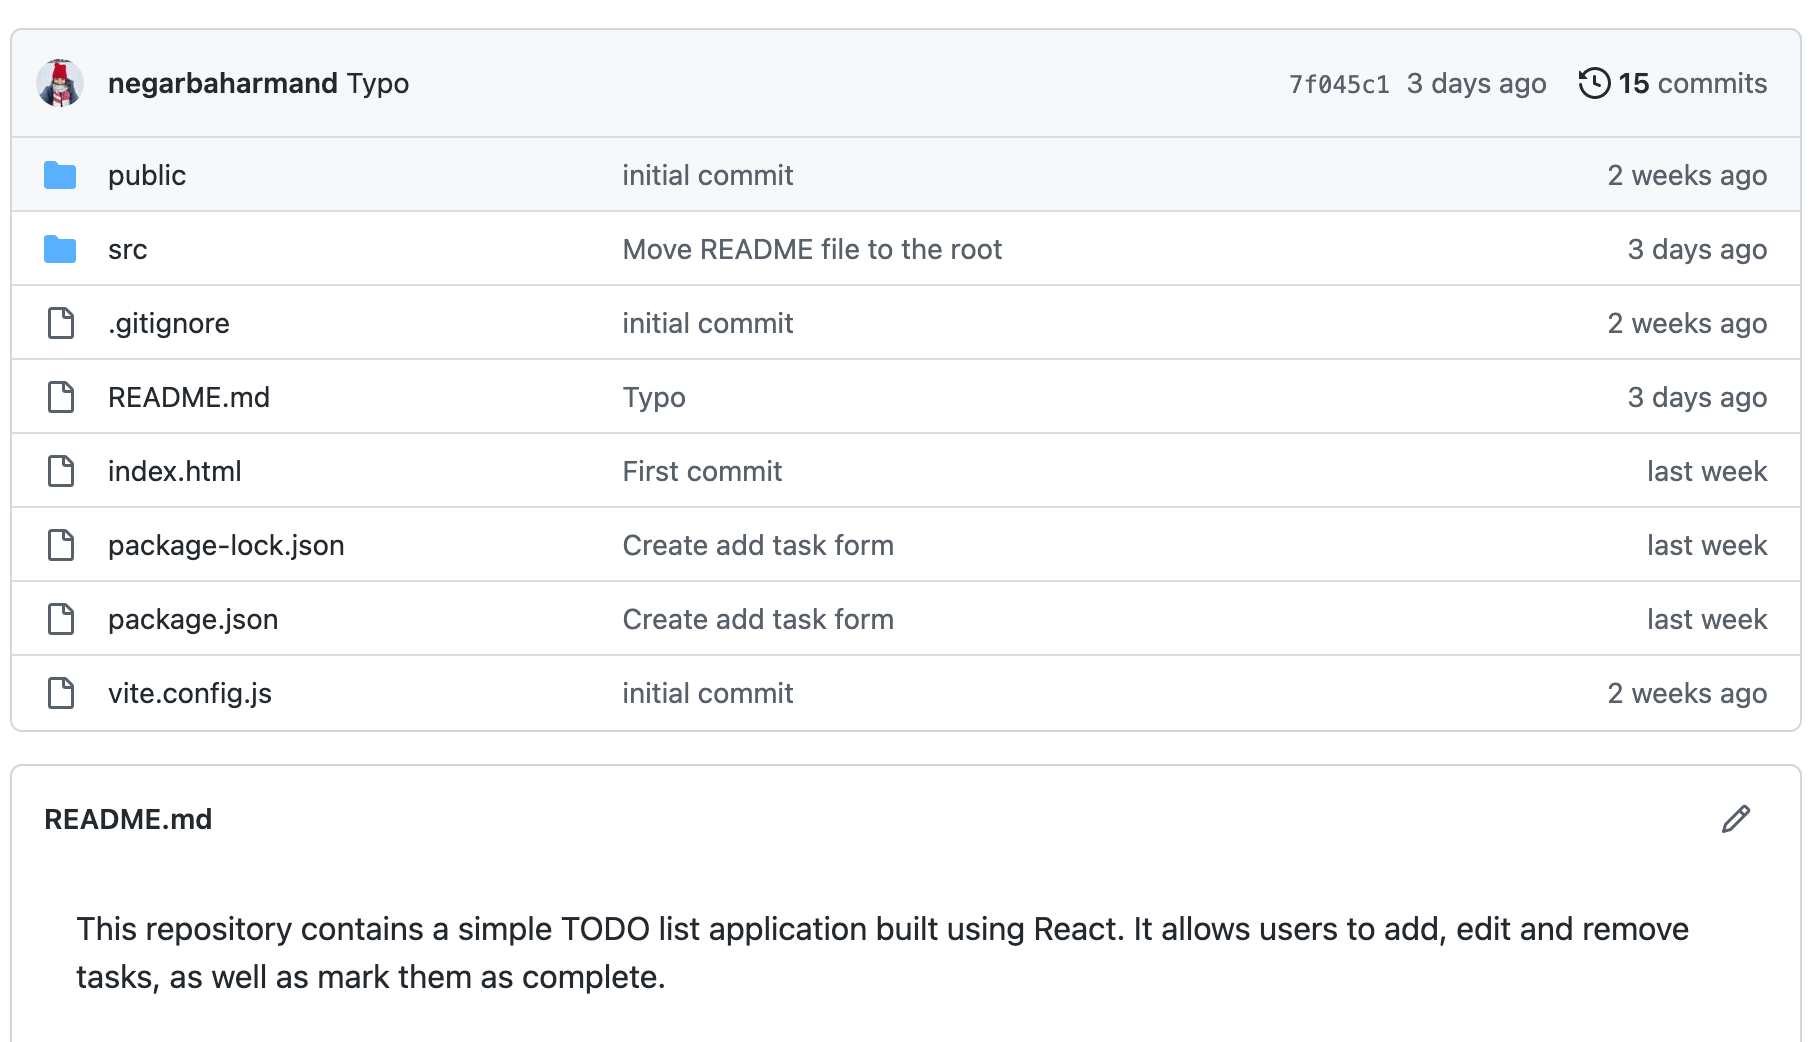 negarbaharmand Typo 7f045c1 3 days ago 15 commits
public initial commit 2 weeks ago
src Move README file to the root 3 days ago
.gitignore initial commit 2 weeks ago
README.md Typo 3 days ago
index.html First commit last week
package-lock.json Create add task form last week
package.json Create add task form last week
vite.config.js initial commit 2 weeks ago
README.md
This repository contains a simple TODO list application built using React. It allows users to add, edit and remove
tasks, as well as mark them as complete.